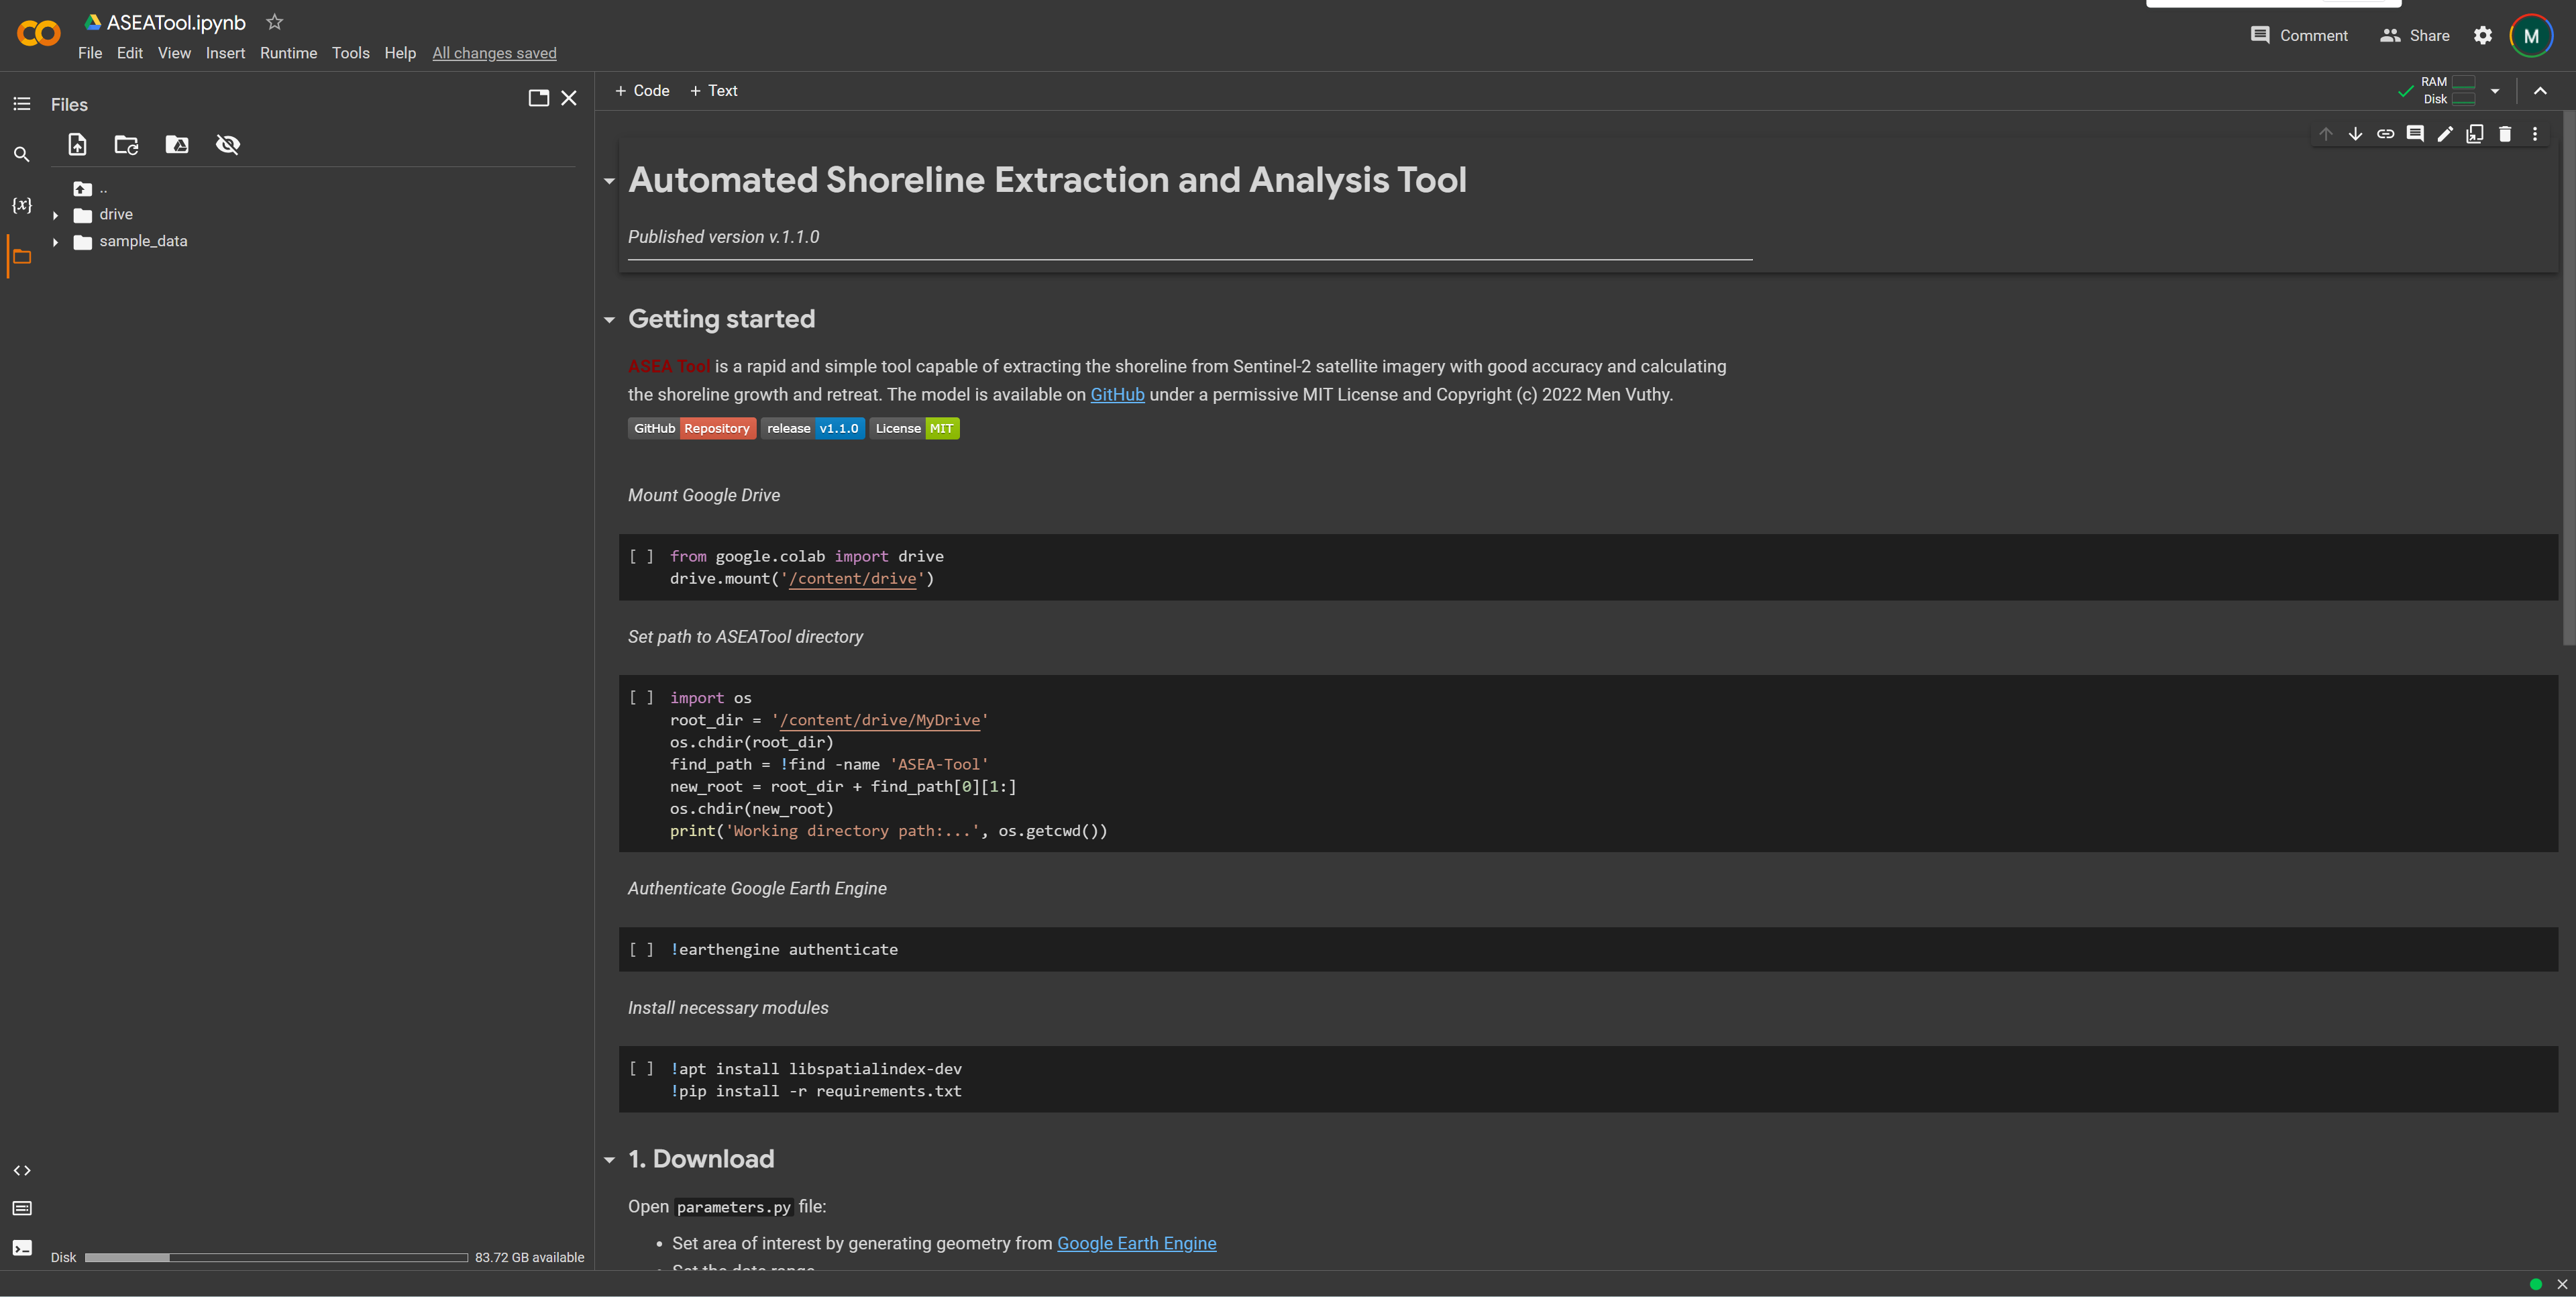 ASEATool.ipynb
File Edit View Insert Runtime Tools Help All changes saved
Comment Share M
Files
+ Code + Text
RAM
Disk
{x}
..
drive
sample_data
Automated Shoreline Extraction and Analysis Tool
Published version v.1.1.0
Getting started
ASEA Tool is a rapid and simple tool capable of extracting the shoreline from Sentinel-2 satellite imagery with good accuracy and calculating
the shoreline growth and retreat. The model is available on GitHub under a permissive MIT License and Copyright (c) 2022 Men Vuthy.
GitHub Repository release v1.1.0 License MIT
Mount Google Drive
[ ] from google.colab import drive
drive.mount('/content/drive')
Set path to ASEATool directory
[ ] import os
root_dir = '/content/drive/MyDrive'
os.chdir(root_dir)
find_path = !find -name 'ASEA-Tool'
new_root = root_dir + find_path[0][1:]
os.chdir(new_root)
print('Working directory path:...', os.getcwd())
Authenticate Google Earth Engine
[ ] !earthengine authenticate
Install necessary modules
[ ] !apt install libspatialindex-dev
!pip install -r requirements.txt
1. Download
Open parameters.py file:
• Set area of interest by generating geometry from Google Earth Engine
• Set the date range
Disk 83.72 GB available